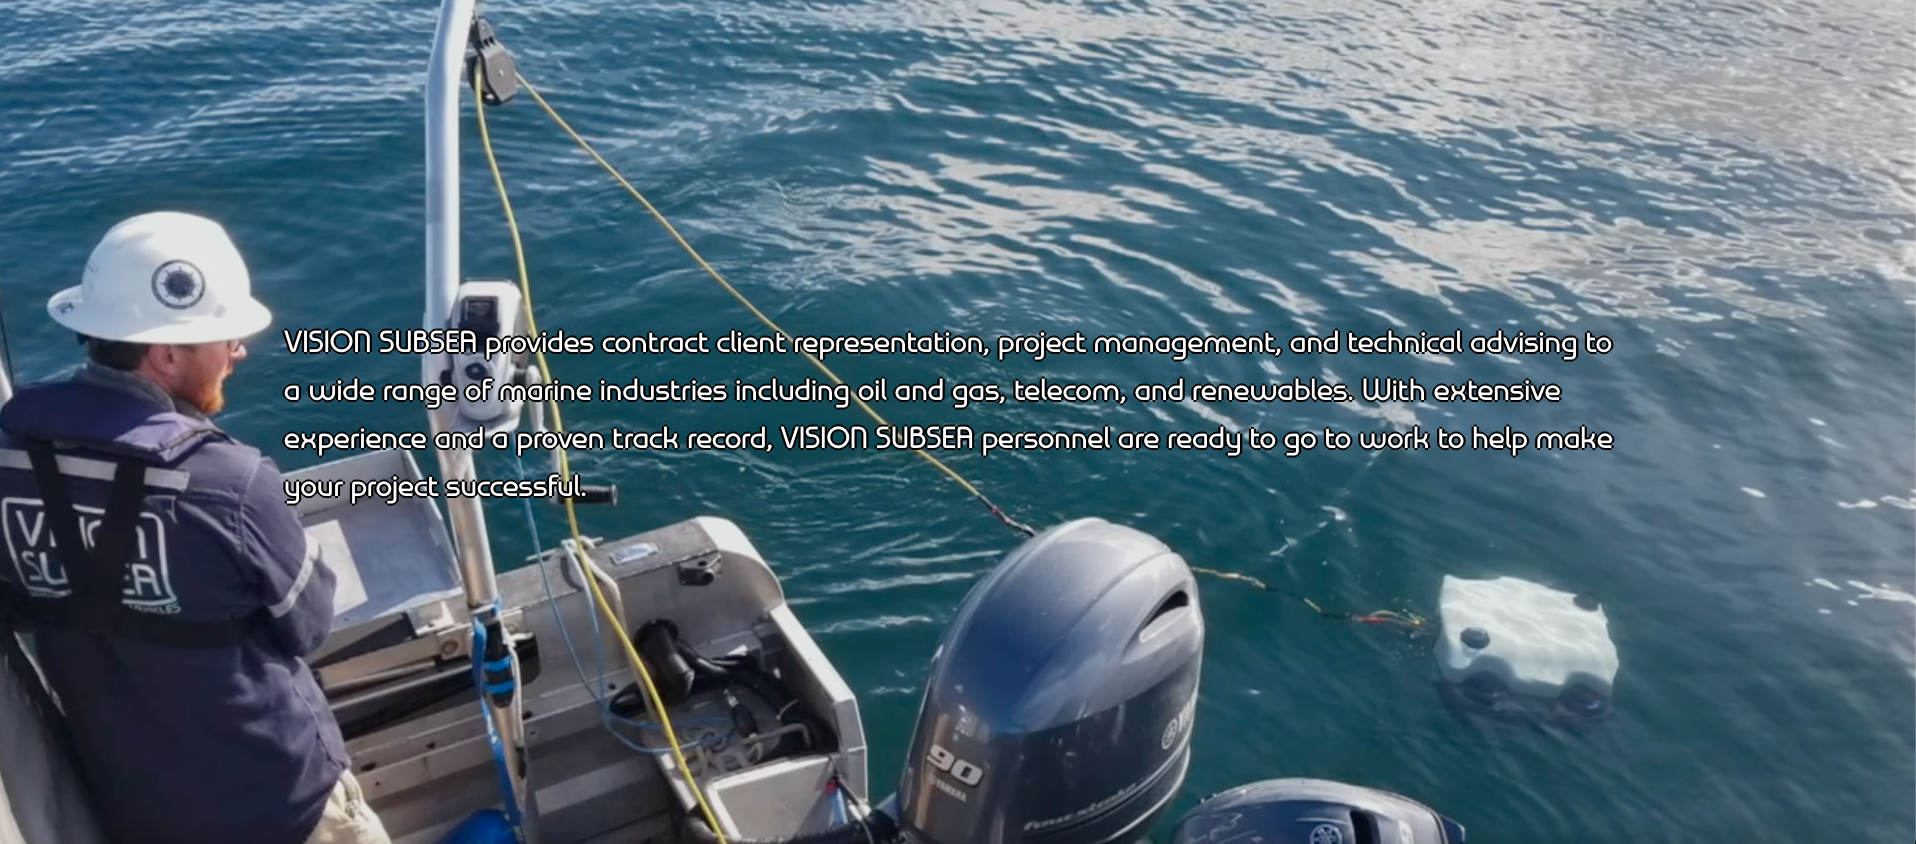 VISION SUBSEA provides contract client representation, project management, and technical advising to
a wide range of marine industries including oil and gas, telecom, and renewables. With extensive
experience and a proven track record, VISION SUBSEA personnel are ready to go to work to help make
your project successful.
90
YAMAHA
fourstroke